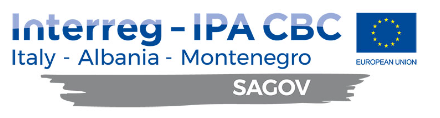 Interreg - IPA CBC
Italy - Albania - Montenegro
EUROPEAN UNION
SAGOV